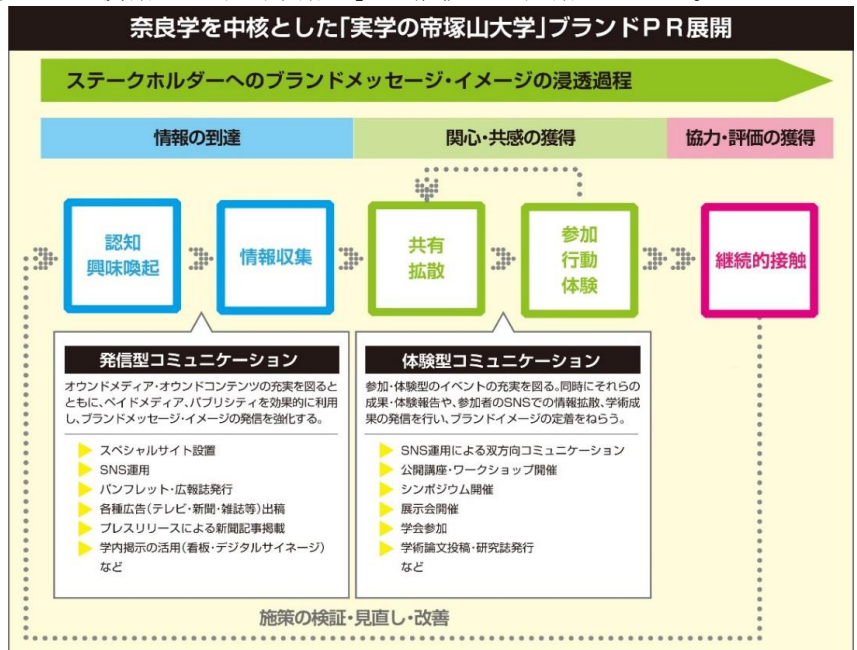 奈良学を中核とした「実学の帝塚山大学」ブランドPR展開
ステークホルダーへのブランドメッセージ・イメージの浸透過程
情報の到達
関心・共感の獲得
協力・評価の獲得
認知
興味喚起
情報収集
共有
拡散
参加
行動
体験
継続的接触
発信型コミュニケーション
オウンドメディア・オウンドコンテンツの充実を図るとと
もに、ペイドメディア、パブリシティを効果的に利用
し、ブランドメッセージ・イメージの発信を強化する。
スペシャルサイト設置
SNS運用
パンフレット・広報誌発行
各種広告(テレビ・新聞・雑誌等)出稿
プレスリリースによる新聞記事掲載
学内掲示の活用(看板・デジタルサイネージ)
など
体験型コミュニケーション
参加・体験型のイベントの充実を図る。同時にそれらの
成果・体験報告や、参加者のSNSでの情報拡散、学術成
果の発信を行い、ブランドイメージの定着をねらう。
SNS運用による双方向コミュニケーション
公開講座・ワークショップ開催
シンポジウム開催
展示会開催
学会参加
学術論文投稿・研究誌発行
など
施策の検証・見直し・改善